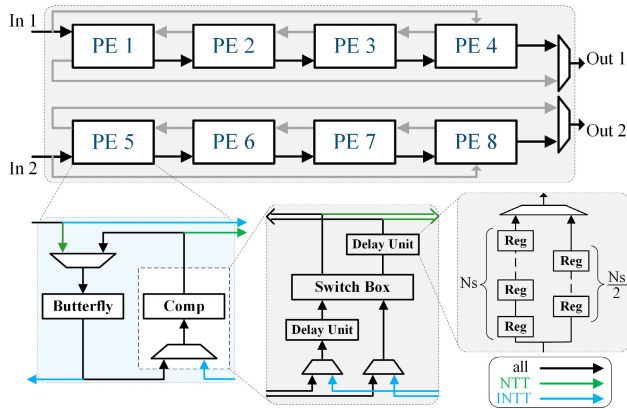 In 1
PE 1
PE 2
PE 3
PE 4
Out 1
PE 5
PE 6
PE 7
PE 8
Out 2
In 2
Butterfly
Comp
Delay Unit
Switch Box
Delay Unit
Ns
Reg
Reg
Reg
Reg
Reg
Ns
2
all
NTT
INTT